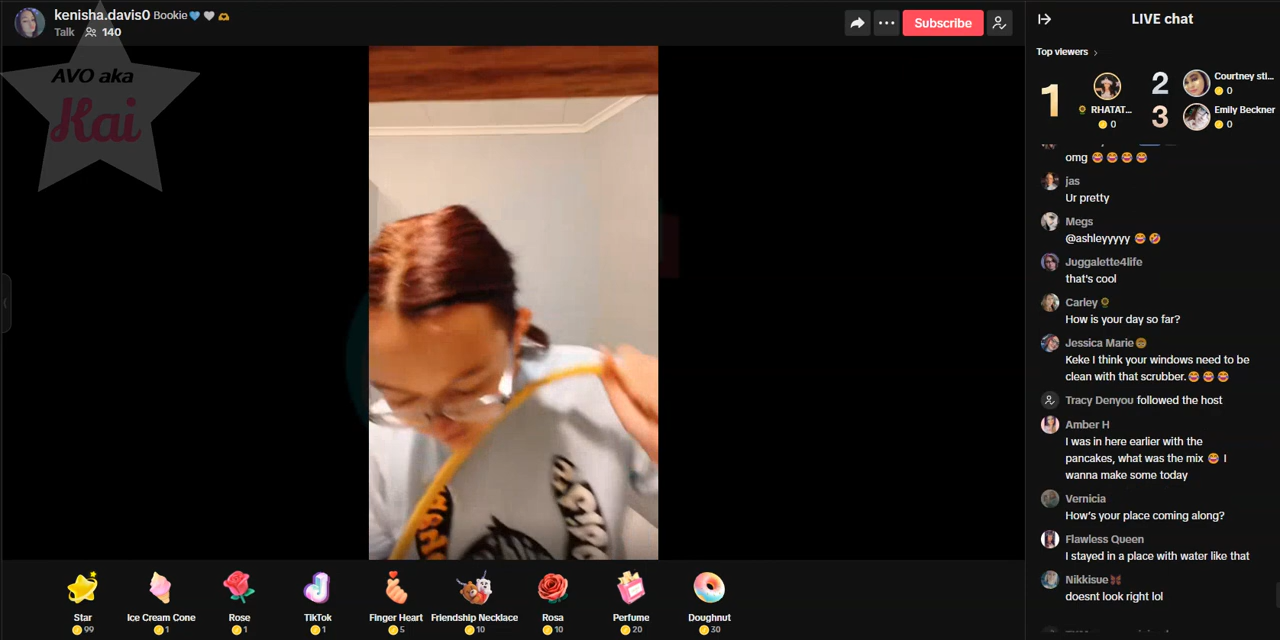 kenisha.davis0 Bookie🩵🤍🫶
Talk 140
Subscribe
LIVE chat
AVO aka
Kai
Top viewers
1
RHATAT...
0
2
Courtney sti...
0
3
Emily Beckner
0
omg 😂😂😂😂
jas
Ur pretty
Megs
@ashleyyyyy 😂🤣
Juggalette4life
that's cool
Carley🌻
How is your day so far?
Jessica Marie
Keke I think your windows need to be
clean with that scrubber.😂😂😂
Tracy Denyou followed the host
Amber H
I was in here earlier with the
pancakes, what was the mix 😂 I
wanna make some today
Vernicia
How's your place coming along?
Flawless Queen
I stayed in a place with water like that
Nikkisue
doesnt look right lol
Star
99
Ice Cream Cone
1
Rose
1
TikTok
1
Finger Heart
5
Friendship Necklace
10
Rosa
10
Perfume
20
Doughnut
30